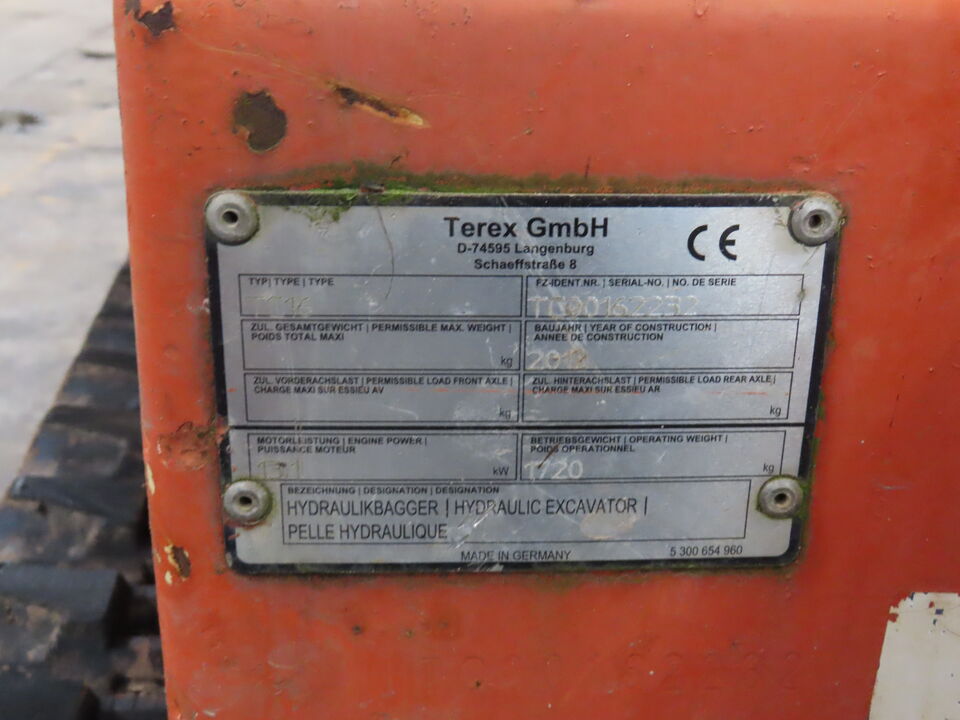 Terex GmbH
D-74595 Langenburg
Schaeffstraße 8
CE
TYP| TYPE | TYPE
TC16
FZ-IDENT.NR. | SERIAL-NO. | NO. DE SERIE
TC00162232
ZUL. GESAMTGEWICHT | PERMISSIBLE MAX. WEIGHT |
POIDS TOTAL MAXI
kg
BAUJAHR | YEAR OF CONSTRUCTION |
ANNEE DE CONSTRUCTION
ZUL. VORDERACHSLAST | PERMISSIBLE LOAD FRONT AXLE |
CHARGE MAXI SUR ESSIEU AV
kg
ZUL. HINTERACHSLAST | PERMISSIBLE LOAD REAR AXLE |
CHARGE MAXI SUR ESSIEU AR
kg
MOTORLEISTUNG | ENGINE POWER |
PUISSANCE MOTEUR
kW
BETRIEBSGEWICHT | OPERATING WEIGHT |
POIDS OPERATIONNEL
1720
kg
BEZEICHNUNG | DESIGNATION | DESIGNATION
HYDRAULIKBAGGER | HYDRAULIC EXCAVATOR |
PELLE HYDRAULIQUE
MADE IN GERMANY
5 300 654 960